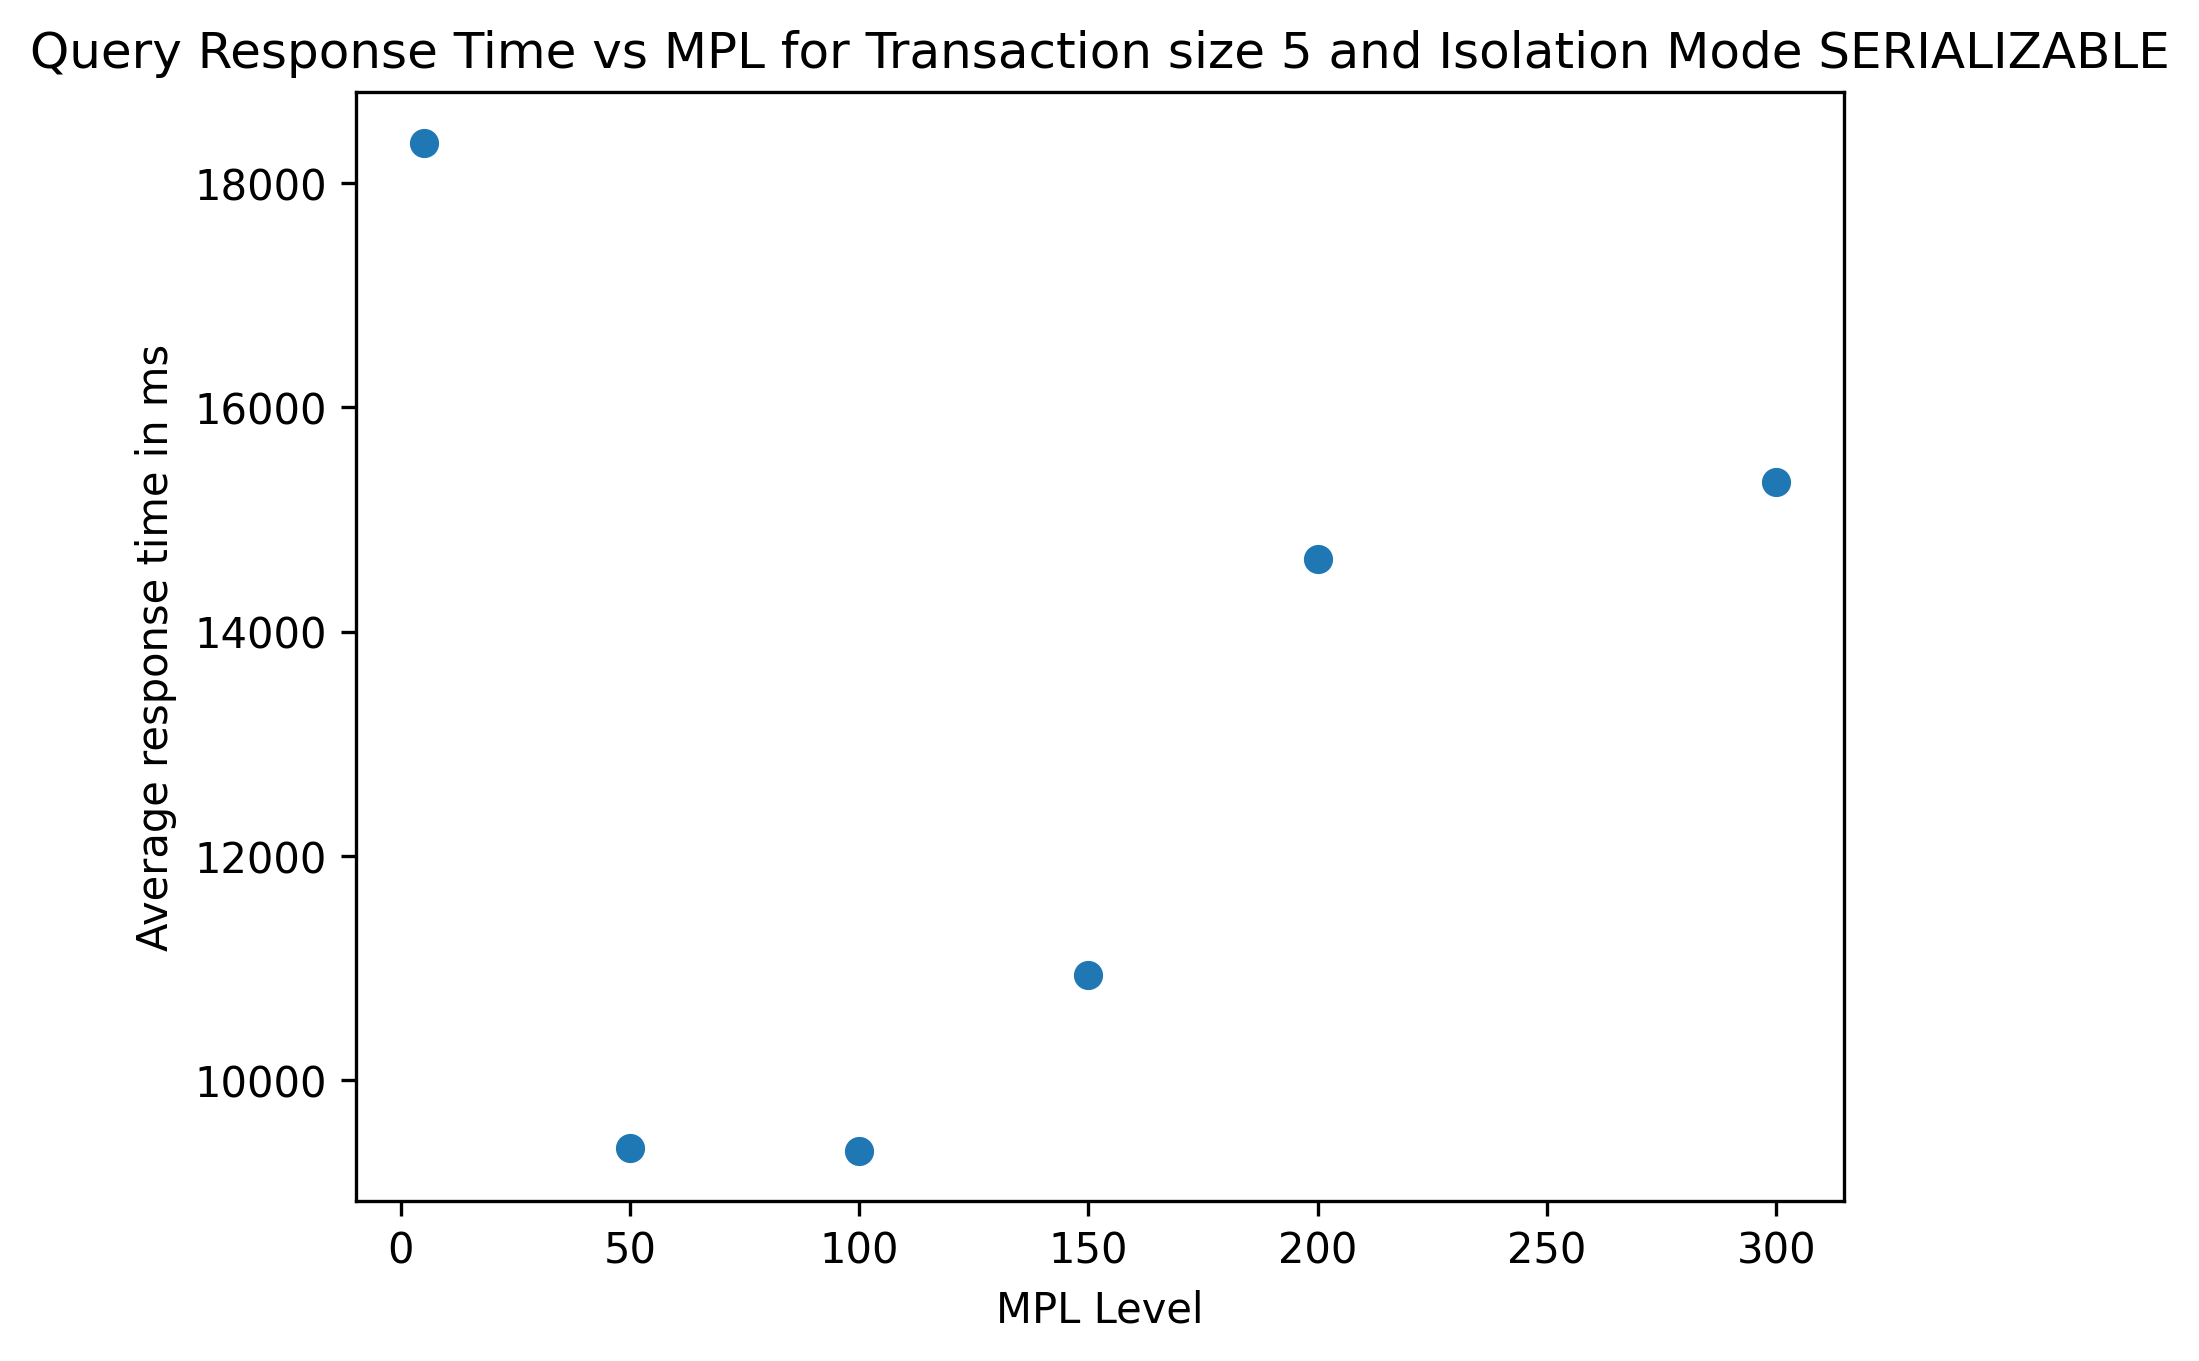 Query Response Time vs MPL for Transaction size 5 and Isolation Mode SERIALIZABLE
Average response time in ms
18000
16000
14000
12000
10000
0 50 100 150 200 250 300
MPL Level